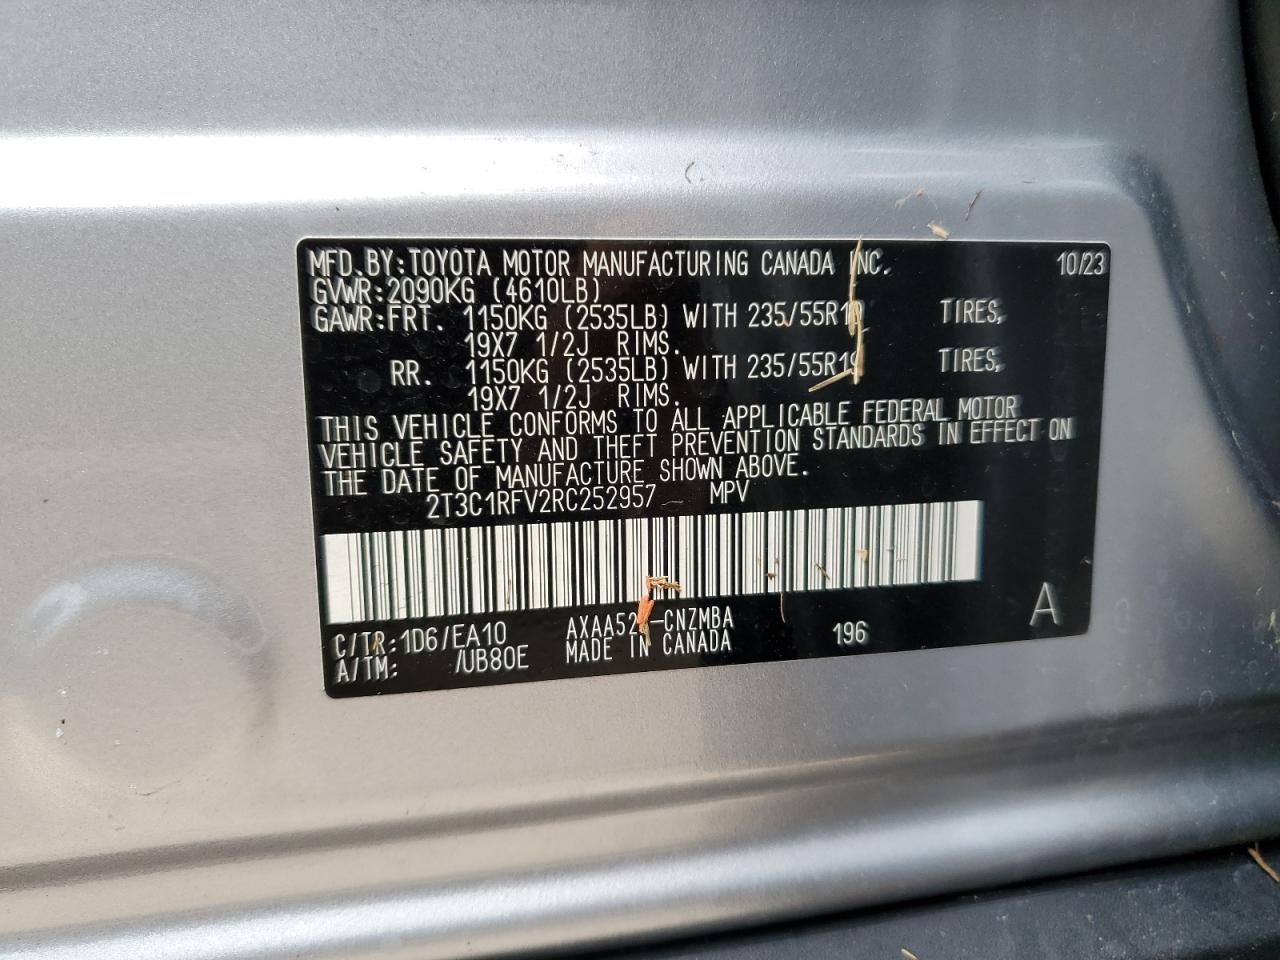 MFD.BY:TOYOTA MOTOR MANUFACTURING CANADA INC. 10/23
GVWR:2090KG (4610LB)
GAWR:FRT. 1150KG (2535LB) WITH 235/55R19 TIRES,
19X7 1/2J RIMS.
RR. 1150KG (2535LB) WITH 235/55R19 TIRES,
19X7 1/2J RIMS.
THIS VEHICLE CONFORMS TO ALL APPLICABLE FEDERAL MOTOR
VEHICLE SAFETY AND THEFT PREVENTION STANDARDS IN EFFECT ON
THE DATE OF MANUFACTURE SHOWN ABOVE.
2T3C1RFV2RC252957 MPV
C/TR:1D6/EA10 196 A
A/TM: /UB80E MADE IN CANADA